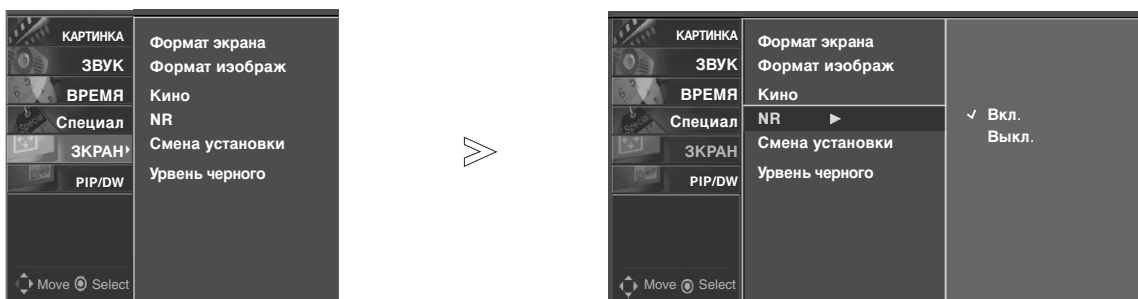 КАРТИНКА
ЗВУК
ВРЕМЯ
Специал
ЗКРАН
PIP/DW
Формат экрана
Формат изображ
Кино
NR
Смена установки
Урвень черного
Move Select
КАРТИНКА
ЗВУК
ВРЕМЯ
Специал
ЗКРАН
PIP/DW
Формат экрана
Формат изображ
Кино
NR
Смена установки
Урвень черного
Вкл.
Выкл.
Move Select